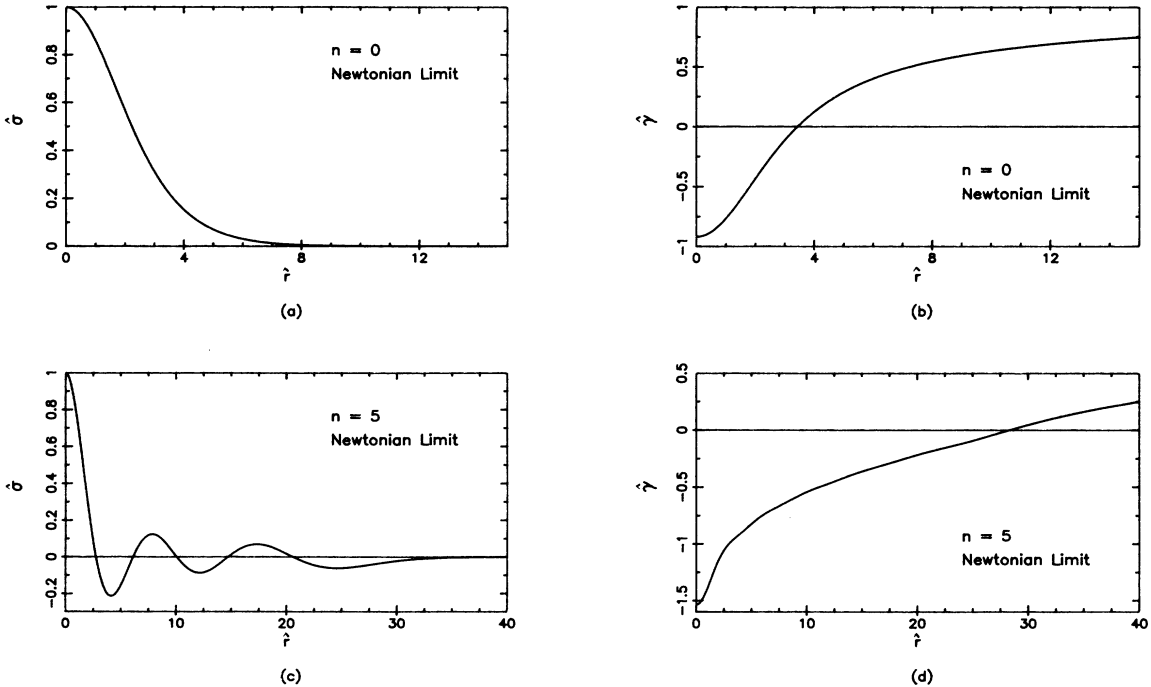 1
0.8
0.6
0.4
0.2
0
σ̂
n = 0
Newtonian Limit
0 4 8 12
r̂
(a)
1
0.5
0
−0.5
−1
γ̂
n = 0
Newtonian Limit
0 4 8 12
r̂
(b)
1
0.8
0.6
0.4
0.2
0
−0.2
σ̂
n = 5
Newtonian Limit
0 10 20 30 40
r̂
(c)
0.5
0
−0.5
−1
−1.5
γ̂
n = 5
Newtonian Limit
0 10 20 30 40
r̂
(d)